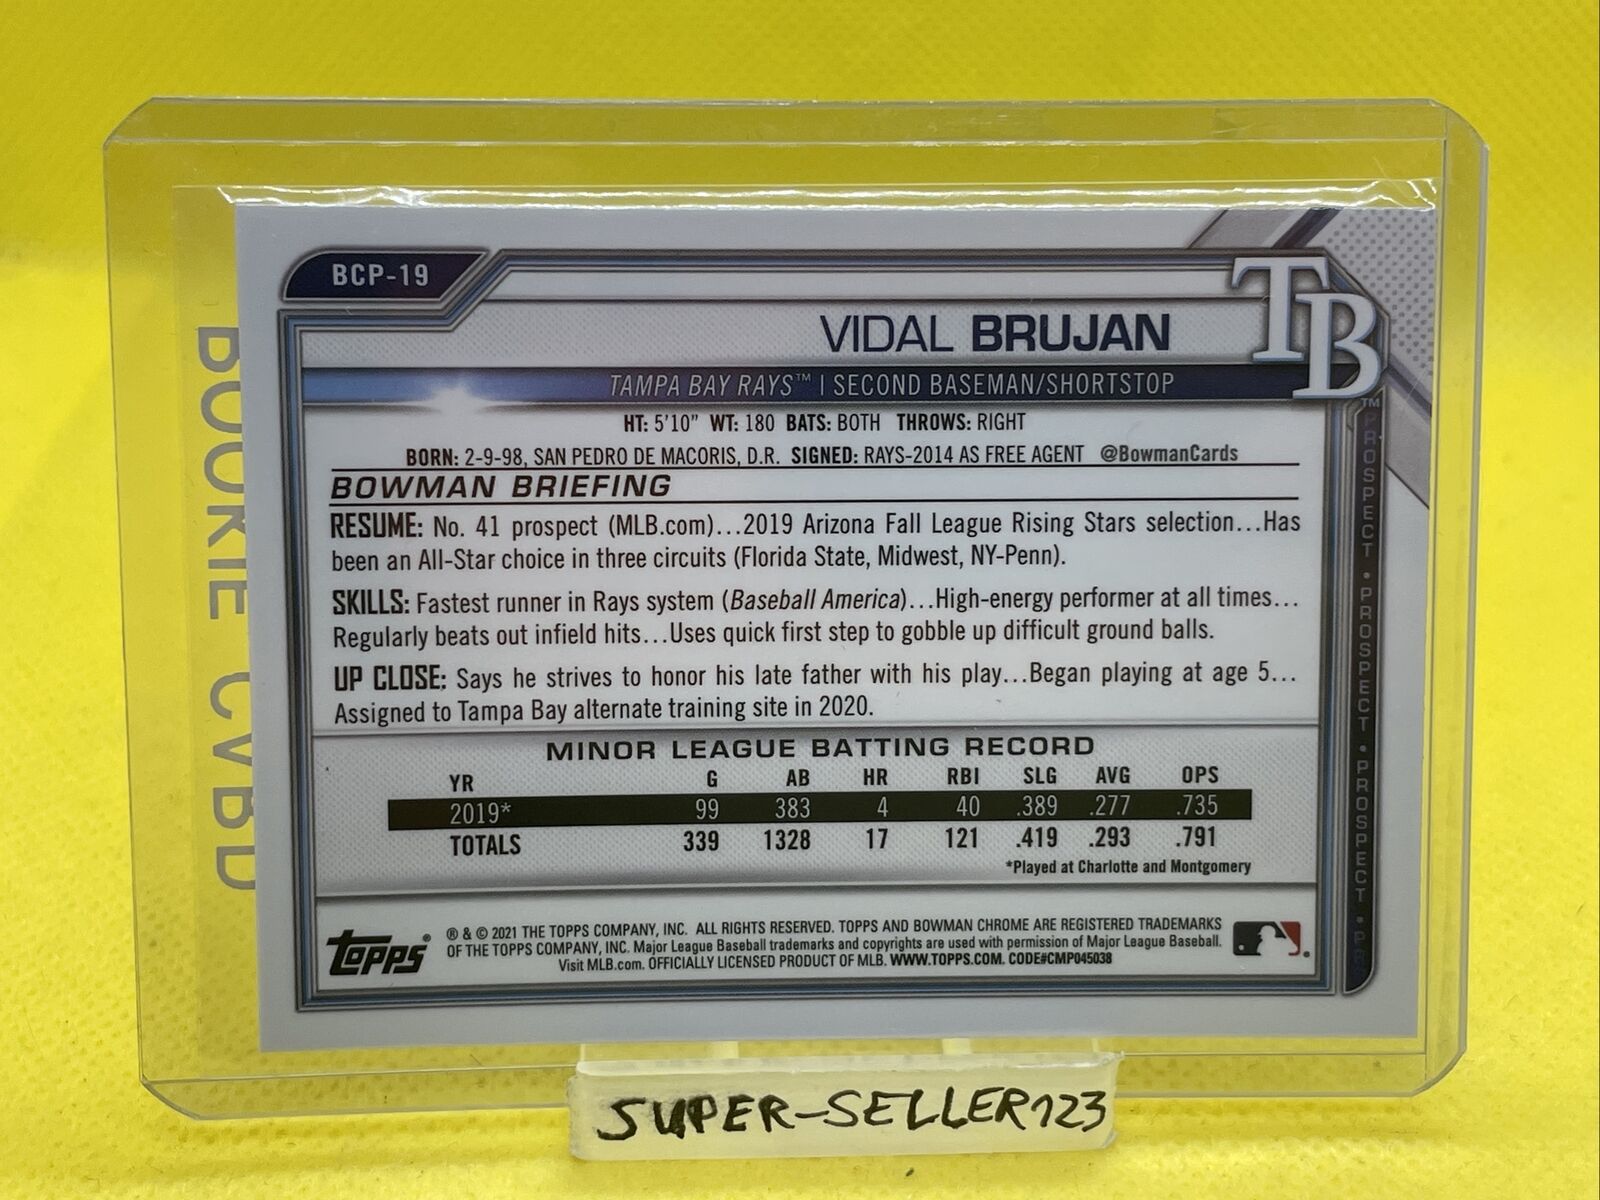 BCP-19
VIDAL BRUJAN
TB™
TAMPA BAY RAYS™ | SECOND BASEMAN/SHORTSTOP
HT: 5'10" WT: 180 BATS: BOTH THROWS: RIGHT
BORN: 2-9-98, SAN PEDRO DE MACORIS, D.R. SIGNED: RAYS-2014 AS FREE AGENT @BowmanCards
BOWMAN BRIEFING
RESUME: No. 41 prospect (MLB.com)...2019 Arizona Fall League Rising Stars selection...Has
been an All-Star choice in three circuits (Florida State, Midwest, NY-Penn).
SKILLS: Fastest runner in Rays system (Baseball America)...High-energy performer at all times...
Regularly beats out infield hits...Uses quick first step to gobble up difficult ground balls.
UP CLOSE: Says he strives to honor his late father with his play...Began playing at age 5...
Assigned to Tampa Bay alternate training site in 2020.
MINOR LEAGUE BATTING RECORD
YR G AB HR RBI SLG AVG OPS
2019* 99 383 4 40 .389 .277 .735
TOTALS 339 1328 17 121 .419 .293 .791
*Played at Charlotte and Montgomery
topps®
® & © 2021 THE TOPPS COMPANY, INC. ALL RIGHTS RESERVED. TOPPS AND BOWMAN CHROME ARE REGISTERED TRADEMARKS
OF THE TOPPS COMPANY, INC. Major League Baseball trademarks and copyrights are used with permission of Major League Baseball.
Visit MLB.com. OFFICIALLY LICENSED PRODUCT OF MLB. WWW.TOPPS.COM. CODE#CMP045038
PROSPECT • PROSPECT • PROSPECT • PR
ROOKIE CARD
SUPER-SELLER123